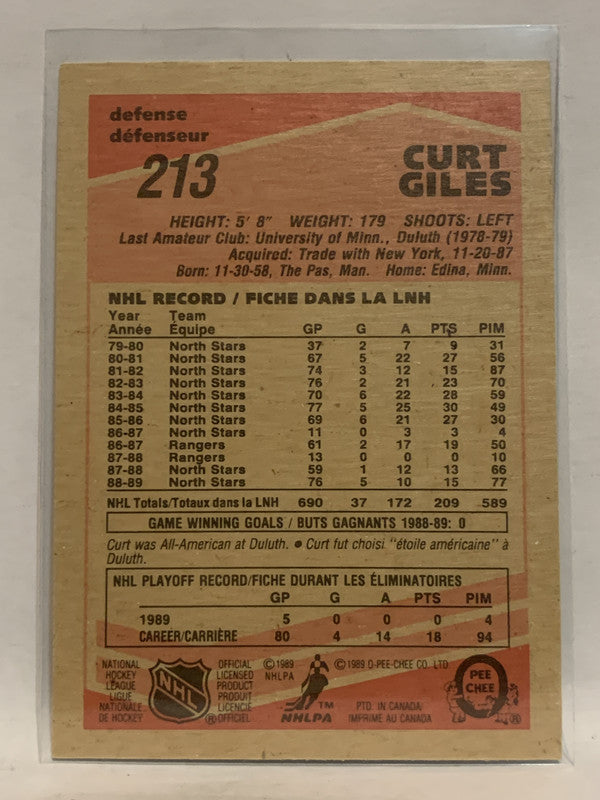 defense
défenseur
213
CURT
GILES
HEIGHT: 5' 8" WEIGHT: 179 SHOOTS: LEFT
Last Amateur Club: University of Minn., Duluth (1978-79)
Acquired: Trade with New York, 11-20-87
Born: 11-30-58, The Pas, Man. Home: Edina, Minn.
NHL RECORD / FICHE DANS LA LNH
Year Team
Année Équipe GP G A PTS PIM
79-80 North Stars 37 2 7 9 31
80-81 North Stars 67 5 22 27 56
81-82 North Stars 74 3 12 15 87
82-83 North Stars 76 2 21 23 70
83-84 North Stars 70 6 22 28 59
84-85 North Stars 77 5 25 30 49
85-86 North Stars 69 6 21 27 30
86-87 North Stars 11 0 3 3 4
86-87 Rangers 61 2 17 19 50
87-88 Rangers 13 0 0 0 10
87-88 North Stars 59 1 12 13 66
88-89 North Stars 76 5 10 15 77
NHL Totals/Totaux dans la LNH 690 37 172 209 589
GAME WINNING GOALS / BUTS GAGNANTS 1988-89: 0
Curt was All-American at Duluth. ● Curt fut choisi "étoile américaine" à
Duluth.
NHL PLAYOFF RECORD/FICHE DURANT LES ÉLIMINATOIRES
GP G A PTS PIM
1989 5 0 0 0 4
CAREER/CARRIÈRE 80 4 14 18 94
NATIONAL
HOCKEY
LEAGUE
LIGUE
NATIONALE
DE HOCKEY
NHL
OFFICIAL
LICENSED
PRODUCT
PRODUIT
LICENCIÉ
® OFFICIEL
© 1989
NHLPA
TM
NHLPA
© 1989 O-PEE-CHEE CO. LTD.
PTD. IN CANADA
IMPRIMÉ AU CANADA
PEE
CHEE
®